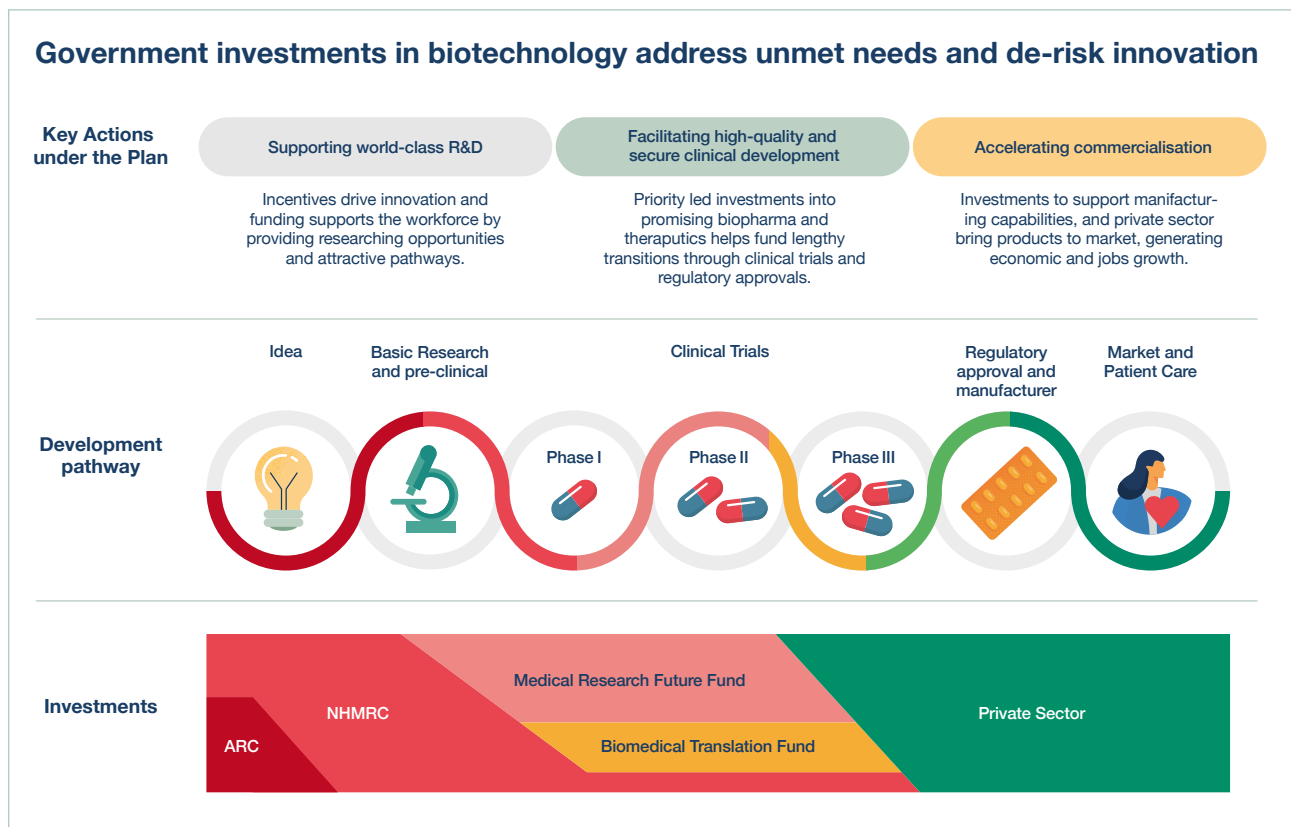 Government investments in biotechnology address unmet needs and de-risk innovation
Key Actions
under the Plan
Supporting world-class R&D
Incentives drive innovation and
funding supports the workforce by
providing researching opportunities
and attractive pathways.
Facilitating high-quality and
secure clinical development
Priority led investments into
promising biopharma and
theraputics helps fund lengthy
transitions through clinical trials and
regulatory approvals.
Accelerating commercialisation
Investments to support manifactur-
ing capabilities, and private sector
bring products to market, generating
economic and jobs growth.
Development
pathway
Idea
Basic Research
and pre-clinical
Clinical Trials
Phase I
Phase II
Phase III
Regulatory
approval and
manufacturer
Market and
Patient Care
Investments
ARC
NHMRC
Medical Research Future Fund
Biomedical Translation Fund
Private Sector